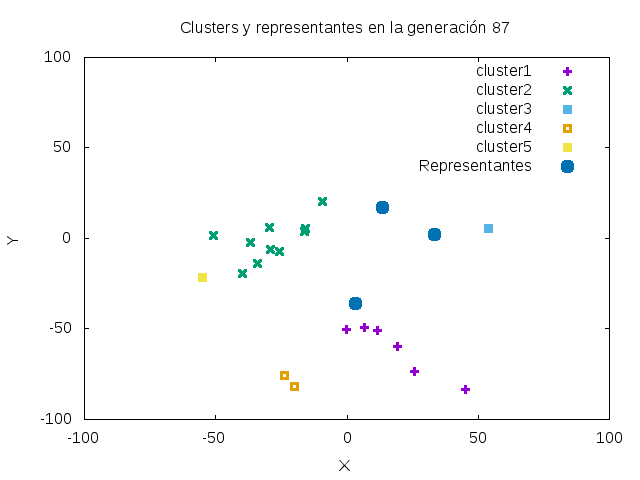 Clusters y representantes en la generación 87
100
cluster1
cluster2
cluster3
cluster4
cluster5
Representantes
50
0
-50
-100
Y
-100
-50
0
50
100
X